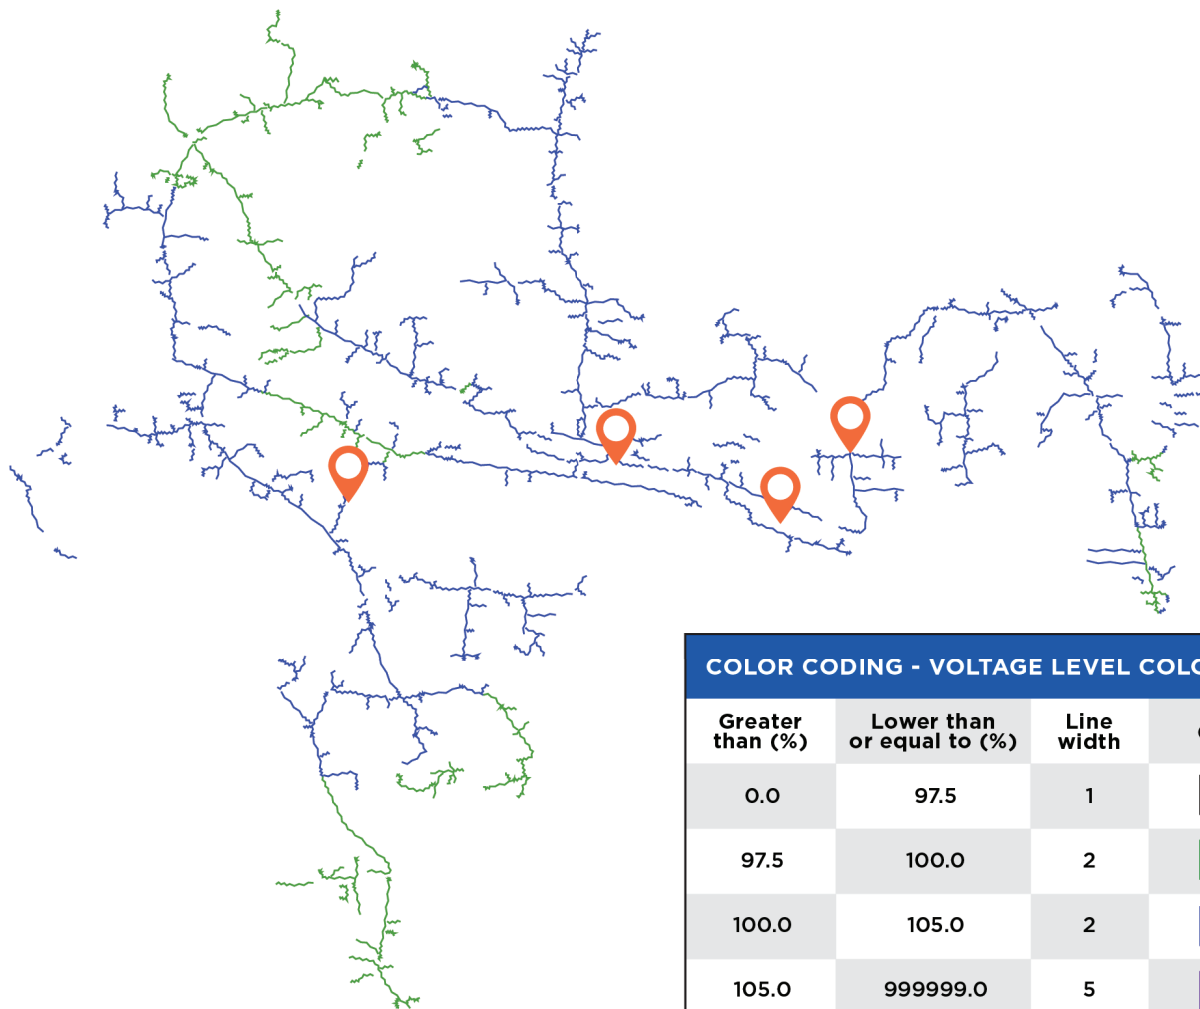 COLOR CODING - VOLTAGE LEVEL
Greater than (%)
Lower than or equal to (%)
Line width
0.0 97.5 1
97.5 100.0 2
100.0 105.0 2
105.0 999999.0 5